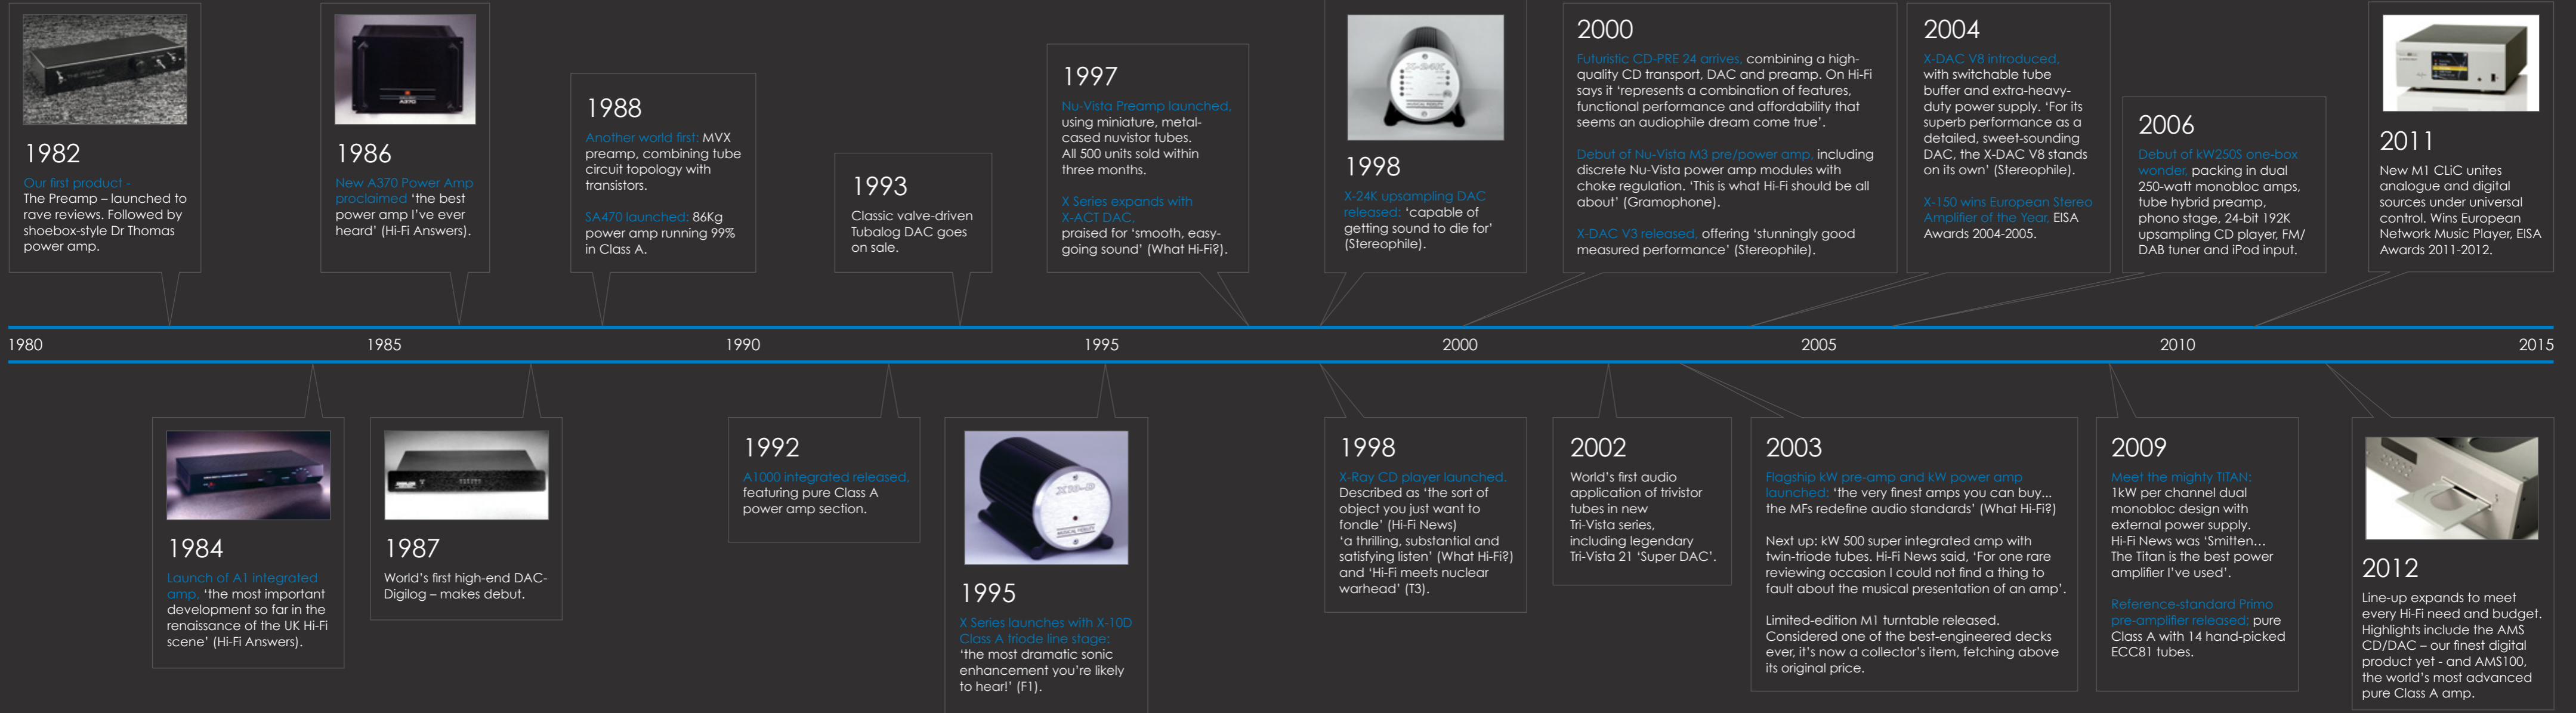 1982
Our first product -
The Preamp – launched to
rave reviews. Followed by
shoebox-style Dr Thomas
power amp.
1986
New A370 Power Amp
proclaimed ‘the best
power amp I’ve ever
heard’ (Hi-Fi Answers).
1988
Another world first: MVX
preamp, combining tube
circuit topology with
transistors.
SA470 launched: 86Kg
power amp running 99%
in Class A.
1993
Classic valve-driven
Tubalog DAC goes
on sale.
1997
Nu-Vista Preamp launched,
using miniature, metal-
cased nuvistor tubes.
All 500 units sold within
three months.
X Series expands with
X-ACT DAC,
praised for ‘smooth, easy-
going sound’ (What Hi-Fi?).
X-24K
MUSICAL FIDELITY
1998
X-24K upsampling DAC
released: ‘capable of
getting sound to die for’
(Stereophile).
2000
Futuristic CD-PRE 24 arrives, combining a high-
quality CD transport, DAC and preamp. On Hi-Fi
says it ‘represents a combination of features,
functional performance and affordability that
seems an audiophile dream come true’.
Debut of Nu-Vista M3 pre/power amp, including
discrete Nu-Vista power amp modules with
choke regulation. ‘This is what Hi-Fi should be all
about’ (Gramophone).
X-DAC V3 released, offering ‘stunningly good
measured performance’ (Stereophile).
2004
X-DAC V8 introduced,
with switchable tube
buffer and extra-heavy-
duty power supply. ‘For its
superb performance as a
detailed, sweet-sounding
DAC, the X-DAC V8 stands
on its own’ (Stereophile).
X-150 wins European Stereo
Amplifier of the Year, EISA
Awards 2004-2005.
2006
Debut of kW250S one-box
wonder, packing in dual
250-watt monobloc amps,
tube hybrid preamp,
phono stage, 24-bit 192K
upsampling CD player, FM/
DAB tuner and iPod input.
2011
New M1 CLiC unites
analogue and digital
sources under universal
control. Wins European
Network Music Player, EISA
Awards 2011-2012.
1980 1985 1990 1995 2000 2005 2010 2015
1984
Launch of A1 integrated
amp, ‘the most important
development so far in the
renaissance of the UK Hi-Fi
scene’ (Hi-Fi Answers).
1987
World’s first high-end DAC-
Digilog – makes debut.
1992
A1000 integrated released,
featuring pure Class A
power amp section.
X10-D
MUSICAL FIDELITY
1995
X Series launches with X-10D
Class A triode line stage:
‘the most dramatic sonic
enhancement you’re likely
to hear!’ (F1).
1998
X-Ray CD player launched.
Described as ‘the sort of
object you just want to
fondle’ (Hi-Fi News)
‘a thrilling, substantial and
satisfying listen’ (What Hi-Fi?)
and ‘Hi-Fi meets nuclear
warhead’ (T3).
2002
World’s first audio
application of trivistor
tubes in new
Tri-Vista series,
including legendary
Tri-Vista 21 ‘Super DAC’.
2003
Flagship kW pre-amp and kW power amp
launched: ‘the very finest amps you can buy...
the MFs redefine audio standards’ (What Hi-Fi?)
Next up: kW 500 super integrated amp with
twin-triode tubes. Hi-Fi News said, ‘For one rare
reviewing occasion I could not find a thing to
fault about the musical presentation of an amp’.
Limited-edition M1 turntable released.
Considered one of the best-engineered decks
ever, it’s now a collector’s item, fetching above
its original price.
2009
Meet the mighty TITAN:
1kW per channel dual
monobloc design with
external power supply.
Hi-Fi News was ‘Smitten…
The Titan is the best power
amplifier I’ve used’.
Reference-standard Primo
pre-amplifier released; pure
Class A with 14 hand-picked
ECC81 tubes.
2012
Line-up expands to meet
every Hi-Fi need and budget.
Highlights include the AMS
CD/DAC – our finest digital
product yet - and AMS100,
the world’s most advanced
pure Class A amp.